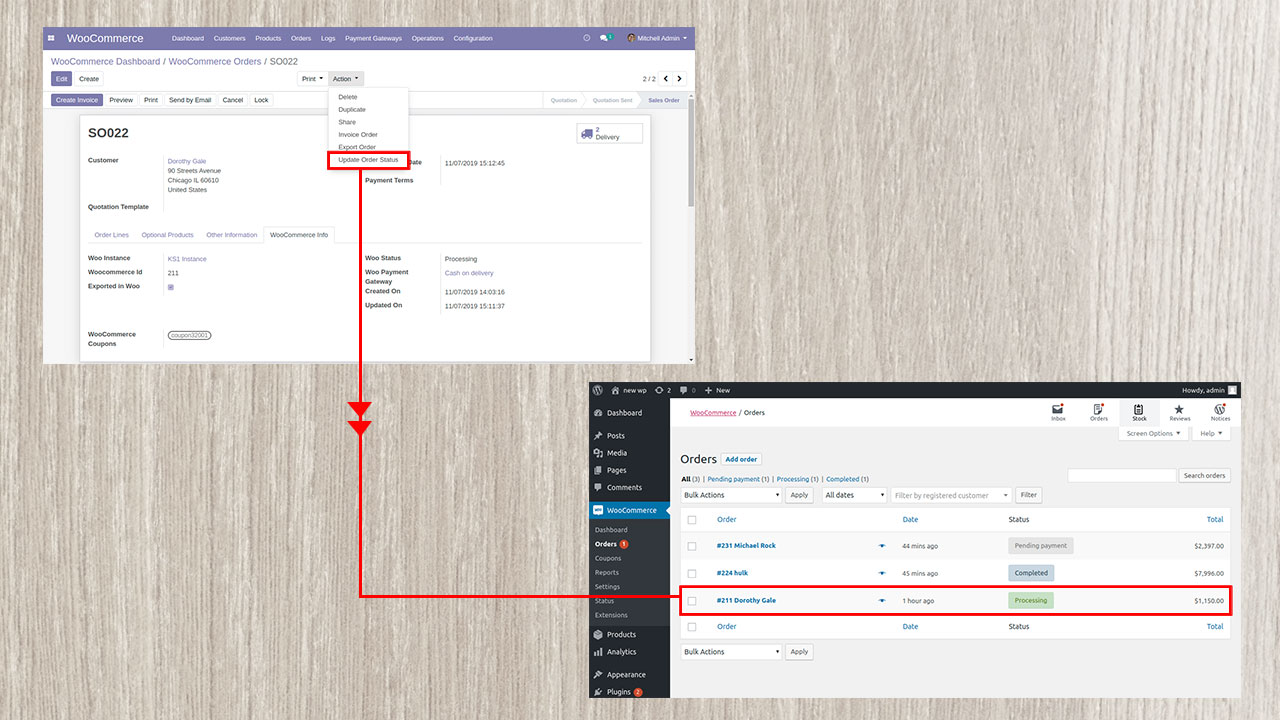 WooCommerce Dashboard Customers Products Orders Logs Payment Gateways Operations Configuration 1 Mitchell Admin
WooCommerce Dashboard / WooCommerce Orders / SO022
Edit Create Print Action 2 / 2
Create Invoice Preview Print Send by Email Cancel Lock Quotation Quotation Sent Sales Order
Delete
Duplicate
Share
Invoice Order
Export Order
Update Order Status
SO022
2
Delivery
Customer Dorothy Gale
90 Streets Avenue
Chicago IL 60610
United States
11/07/2019 15:12:45
Payment Terms
Quotation Template
Order Lines Optional Products Other Information WooCommerce Info
Woo Instance KS1 Instance Woo Status Processing
Woocommerce Id 211 Woo Payment Gateway Cash on delivery
Exported in Woo Created On 11/07/2019 14:03:16
Updated On 11/07/2019 15:11:37
WooCommerce
Coupons
coupon32001
new wp 2 0 New Howdy, admin
Dashboard
Posts
Media
Pages
Comments
WooCommerce
Dashboard
Orders 1
Coupons
Reports
Settings
Status
Extensions
Products
Analytics
Appearance
Plugins 2
WooCommerce / Orders
Inbox Orders Stock Reviews Notices
Screen Options Help
Orders Add order
All (3) | Pending payment (1) | Processing (1) | Completed (1)
Search orders
Bulk Actions Apply All dates Filter by registered customer Filter
Order Date Status Total
#231 Michael Rock 44 mins ago Pending payment $2,397.00
#224 hulk 45 mins ago Completed $7,996.00
#211 Dorothy Gale 1 hour ago Processing $1,150.00
Order Date Status Total
Bulk Actions Apply